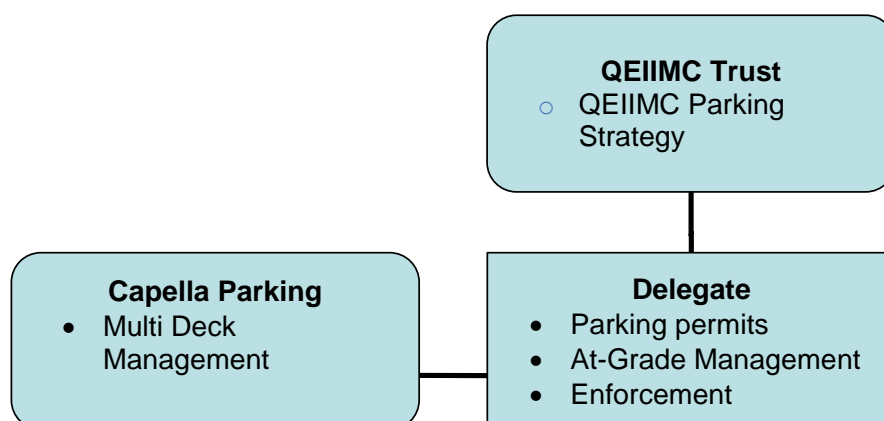 QEIIMC Trust
○ QEIIMC Parking
Strategy
Capella Parking
• Multi Deck
Management
Delegate
• Parking permits
• At-Grade Management
• Enforcement